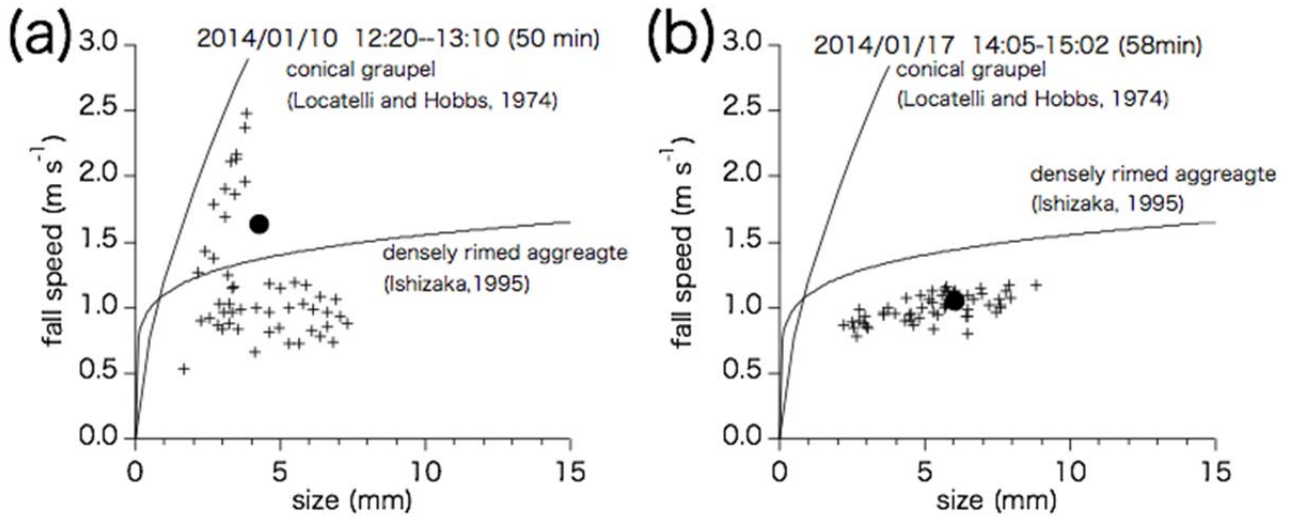 (a)
2014/01/10 12:20--13:10 (50 min)
conical graupel
(Locatelli and Hobbs, 1974)
densely rimed aggreagte
(Ishizaka,1995)
fall speed (m s⁻¹)
3.0
2.5
2.0
1.5
1.0
0.5
0.0
0 5 10 15
size (mm)
(b)
2014/01/17 14:05-15:02 (58min)
conical graupel
(Locatelli and Hobbs, 1974)
densely rimed aggreagte
(Ishizaka, 1995)
fall speed (m s⁻¹)
3.0
2.5
2.0
1.5
1.0
0.5
0.0
0 5 10 15
size (mm)